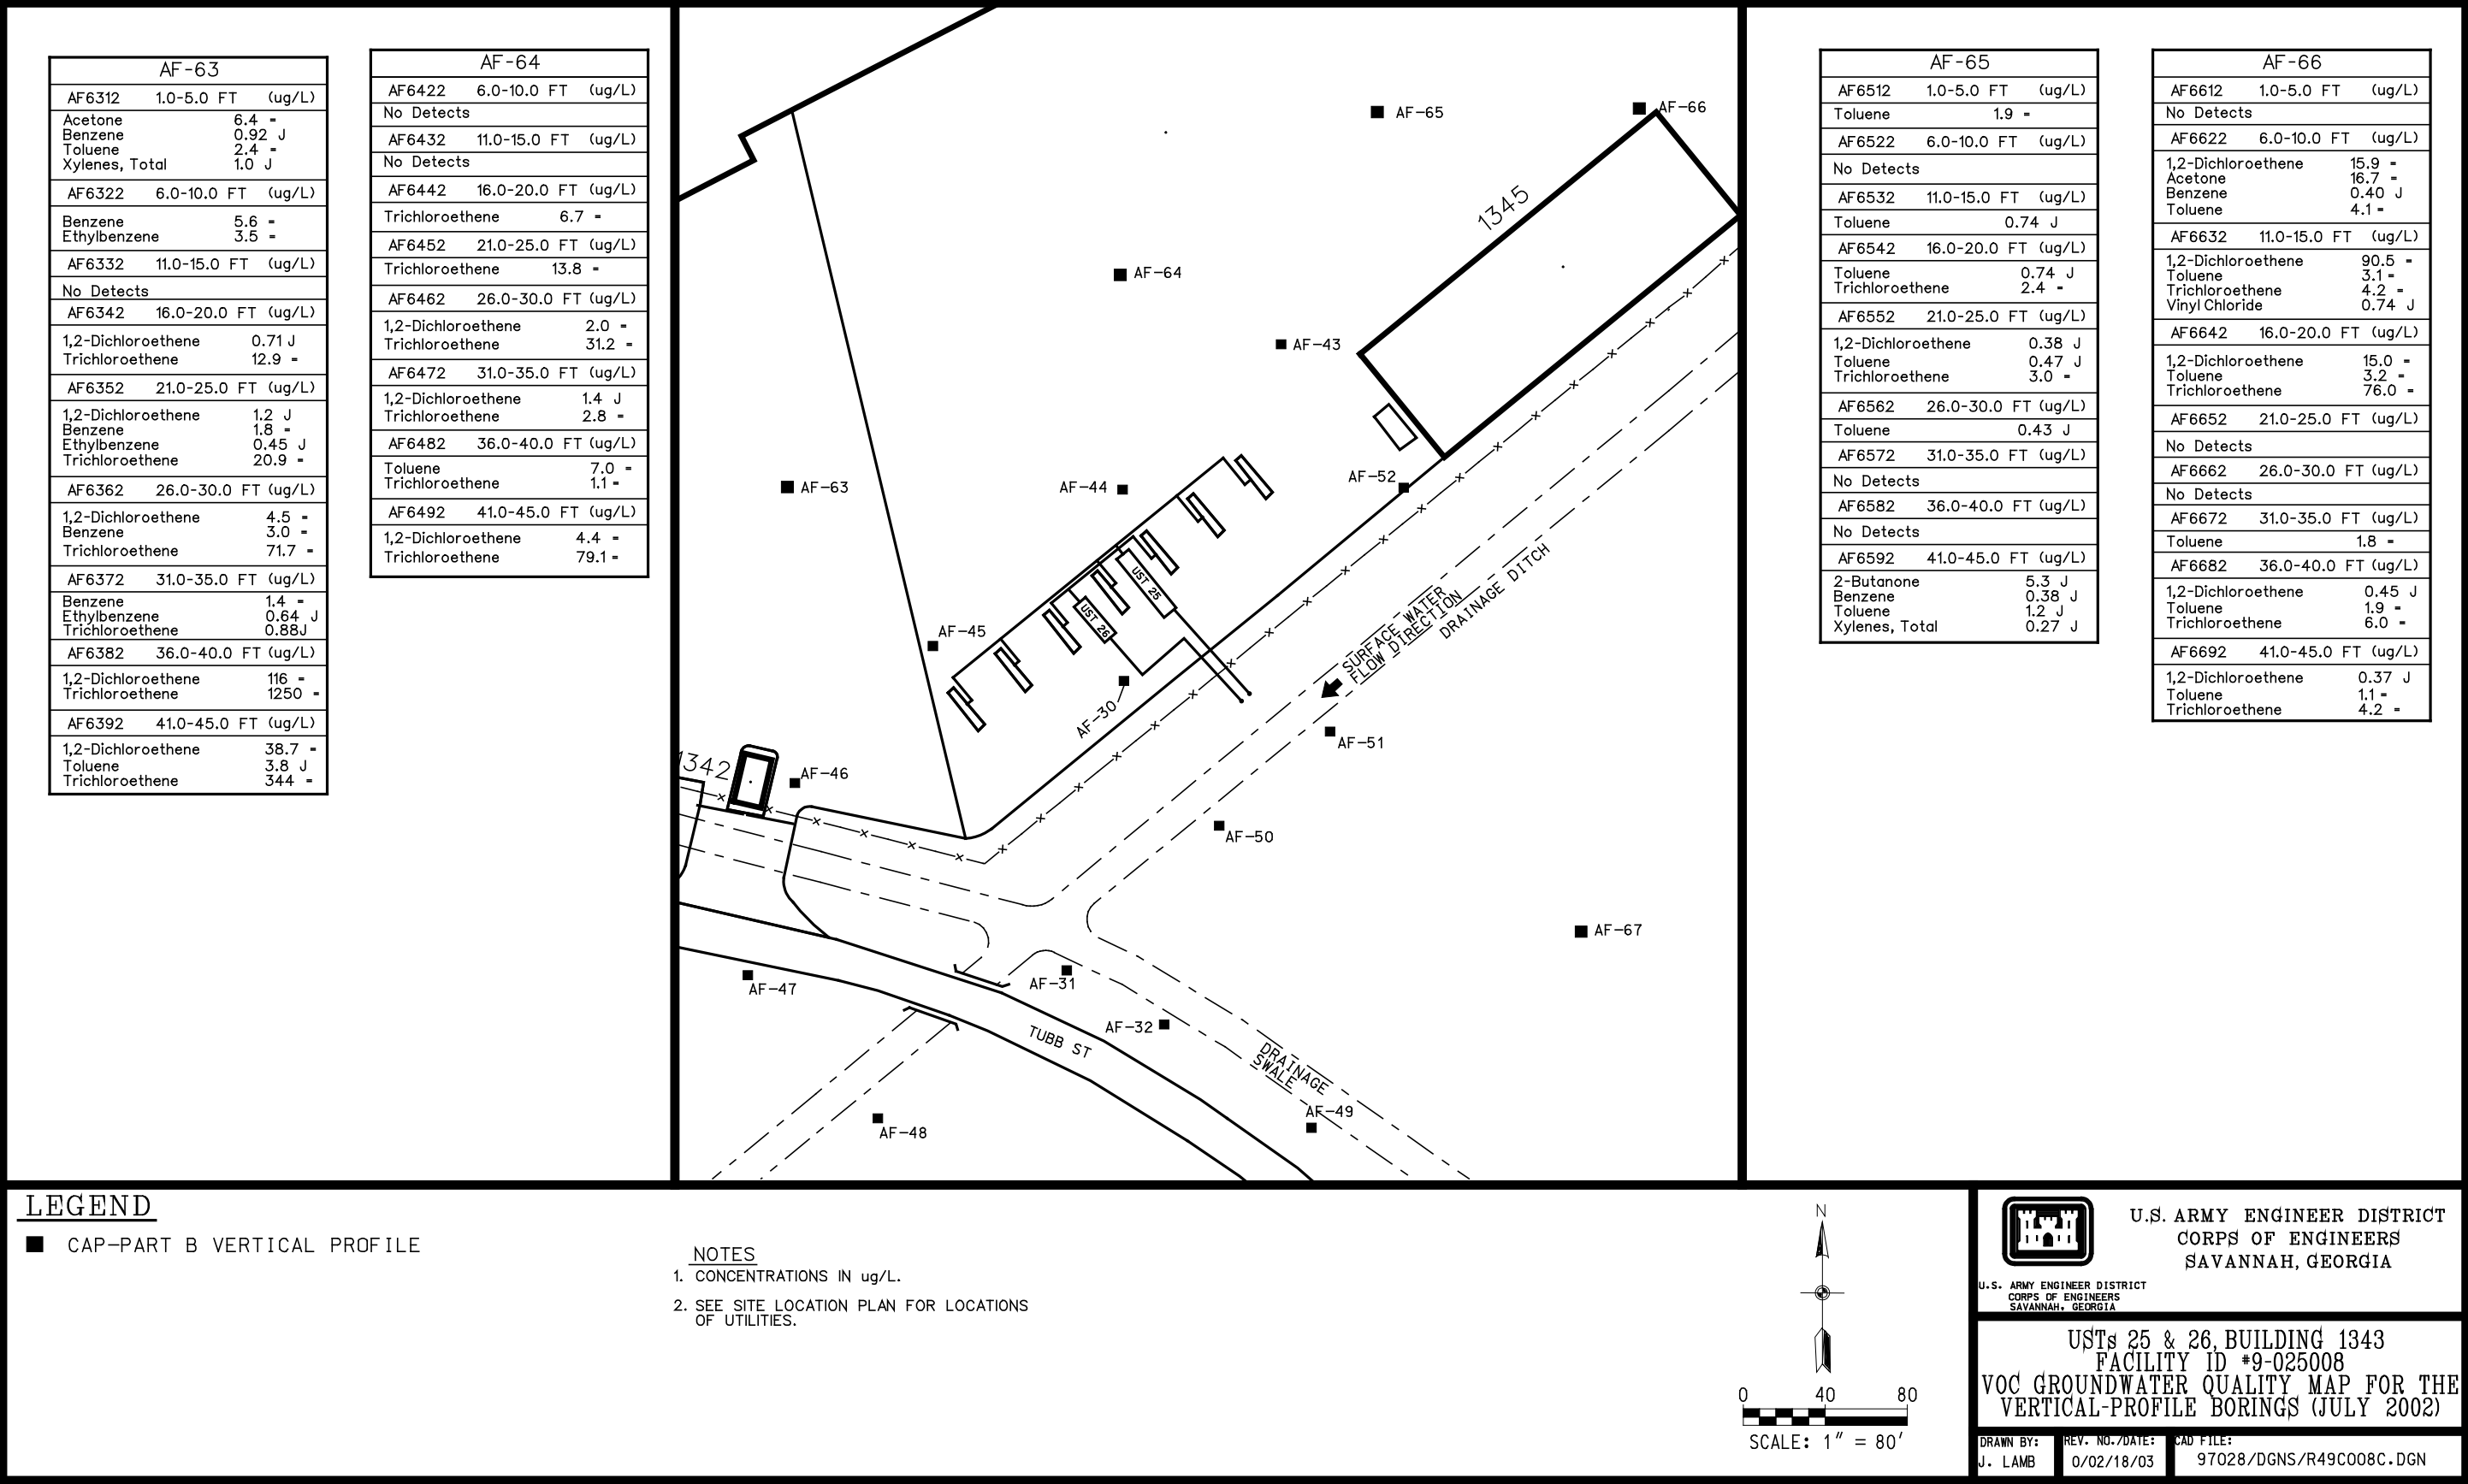 AF-63
AF6312 1.0-5.0 FT (ug/L)
Acetone 6.4 =
Benzene 0.92 J
Toluene 2.4 =
Xylenes, Total 1.0 J
AF6322 6.0-10.0 FT (ug/L)
Benzene 5.6 =
Ethylbenzene 3.5 =
AF6332 11.0-15.0 FT (ug/L)
No Detects
AF6342 16.0-20.0 FT (ug/L)
1,2-Dichloroethene 0.71 J
Trichloroethene 12.9 =
AF6352 21.0-25.0 FT (ug/L)
1,2-Dichloroethene 1.2 J
Benzene 1.8 =
Ethylbenzene 0.45 J
Trichloroethene 20.9 =
AF6362 26.0-30.0 FT (ug/L)
1,2-Dichloroethene 4.5 =
Benzene 3.0 =
Trichloroethene 71.7 =
AF6372 31.0-35.0 FT (ug/L)
Benzene 1.4 =
Ethylbenzene 0.64 J
Trichloroethene 0.88J
AF6382 36.0-40.0 FT (ug/L)
1,2-Dichloroethene 116 =
Trichloroethene 1250 =
AF6392 41.0-45.0 FT (ug/L)
1,2-Dichloroethene 38.7 =
Toluene 3.8 J
Trichloroethene 344 =
AF-64
AF6422 6.0-10.0 FT (ug/L)
No Detects
AF6432 11.0-15.0 FT (ug/L)
No Detects
AF6442 16.0-20.0 FT (ug/L)
Trichloroethene 6.7 =
AF6452 21.0-25.0 FT (ug/L)
Trichloroethene 13.8 =
AF6462 26.0-30.0 FT (ug/L)
1,2-Dichloroethene 2.0 =
Trichloroethene 31.2 =
AF6472 31.0-35.0 FT (ug/L)
1,2-Dichloroethene 1.4 J
Trichloroethene 2.8 =
AF6482 36.0-40.0 FT (ug/L)
Toluene 7.0 =
Trichloroethene 1.1 =
AF6492 41.0-45.0 FT (ug/L)
1,2-Dichloroethene 4.4 =
Trichloroethene 79.1 =
AF-65
AF-66
1345
AF-64
AF-43
AF-63
AF-44
AF-52
UST 25
UST 26
AF-45
AF-30
SURFACE WATER
FLOW DIRECTION
DRAINAGE DITCH
AF-51
1342
AF-46
AF-50
AF-67
AF-47
AF-31
AF-32
TUBB ST
DRAINAGE
SWALE
AF-49
AF-48
AF-65
AF6512 1.0-5.0 FT (ug/L)
Toluene 1.9 =
AF6522 6.0-10.0 FT (ug/L)
No Detects
AF6532 11.0-15.0 FT (ug/L)
Toluene 0.74 J
AF6542 16.0-20.0 FT (ug/L)
Toluene 0.74 J
Trichloroethene 2.4 =
AF6552 21.0-25.0 FT (ug/L)
1,2-Dichloroethene 0.38 J
Toluene 0.47 J
Trichloroethene 3.0 =
AF6562 26.0-30.0 FT (ug/L)
Toluene 0.43 J
AF6572 31.0-35.0 FT (ug/L)
No Detects
AF6582 36.0-40.0 FT (ug/L)
No Detects
AF6592 41.0-45.0 FT (ug/L)
2-Butanone 5.3 J
Benzene 0.38 J
Toluene 1.2 J
Xylenes, Total 0.27 J
AF-66
AF6612 1.0-5.0 FT (ug/L)
No Detects
AF6622 6.0-10.0 FT (ug/L)
1,2-Dichloroethene 15.9 =
Acetone 16.7 =
Benzene 0.40 J
Toluene 4.1 =
AF6632 11.0-15.0 FT (ug/L)
1,2-Dichloroethene 90.5 =
Toluene 3.1 =
Trichloroethene 4.2 =
Vinyl Chloride 0.74 J
AF6642 16.0-20.0 FT (ug/L)
1,2-Dichloroethene 15.0 =
Toluene 3.2 =
Trichloroethene 76.0 =
AF6652 21.0-25.0 FT (ug/L)
No Detects
AF6662 26.0-30.0 FT (ug/L)
No Detects
AF6672 31.0-35.0 FT (ug/L)
Toluene 1.8 =
AF6682 36.0-40.0 FT (ug/L)
1,2-Dichloroethene 0.45 J
Toluene 1.9 =
Trichloroethene 6.0 =
AF6692 41.0-45.0 FT (ug/L)
1,2-Dichloroethene 0.37 J
Toluene 1.1 =
Trichloroethene 4.2 =
LEGEND
CAP-PART B VERTICAL PROFILE
NOTES
1. CONCENTRATIONS IN ug/L.
2. SEE SITE LOCATION PLAN FOR LOCATIONS
OF UTILITIES.
N
0 40 80
SCALE: 1" = 80'
U.S. ARMY ENGINEER DISTRICT
CORPS OF ENGINEERS
SAVANNAH, GEORGIA
U.S. ARMY ENGINEER DISTRICT
CORPS OF ENGINEERS
SAVANNAH, GEORGIA
USTs 25 & 26, BUILDING 1343
FACILITY ID #9-025008
VOC GROUNDWATER QUALITY MAP FOR THE
VERTICAL-PROFILE BORINGS (JULY 2002)
DRAWN BY:
J. LAMB
REV. NO./DATE:
0/02/18/03
CAD FILE:
97028/DGNS/R49C008C.DGN